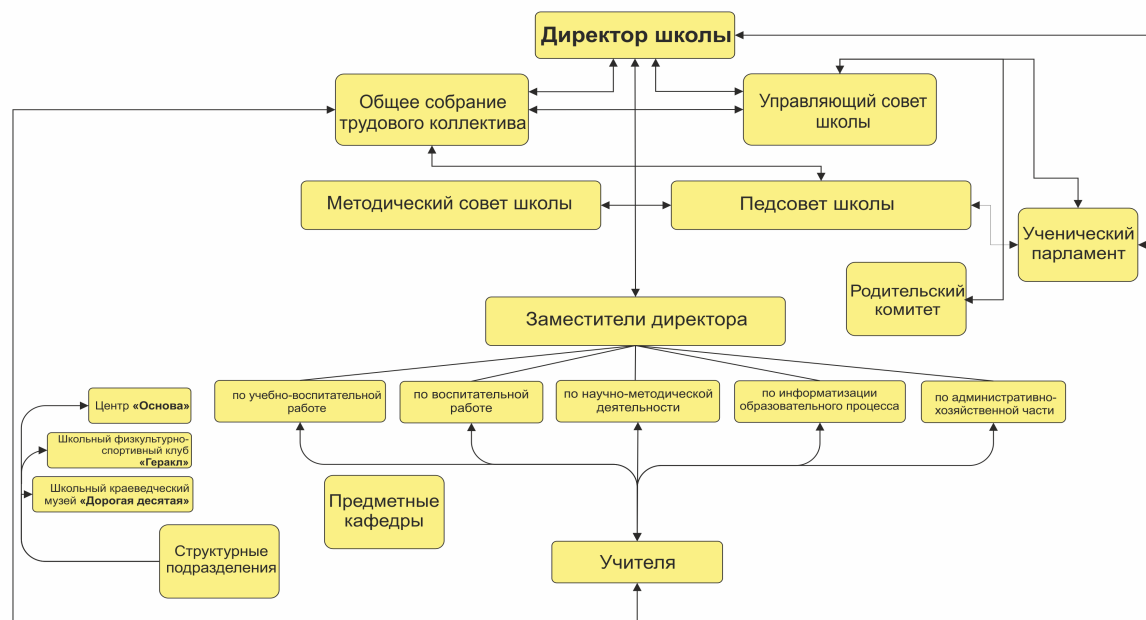 Директор школы
Общее собрание
трудового коллектива
Управляющий совет
школы
Методический совет школы
Педсовет школы
Ученический
парламент
Родительский
комитет
Заместители директора
по учебно-воспитательной
работе
по воспитательной
работе
по научно-методической
деятельности
по информатизации
образовательного процесса
по административно-
хозяйственной части
Центр «Основа»
Школьный физкультурно-
спортивный клуб
«Геракл»
Школьный краеведческий
музей «Дорогая десятая»
Предметные
кафедры
Структурные
подразделения
Учителя